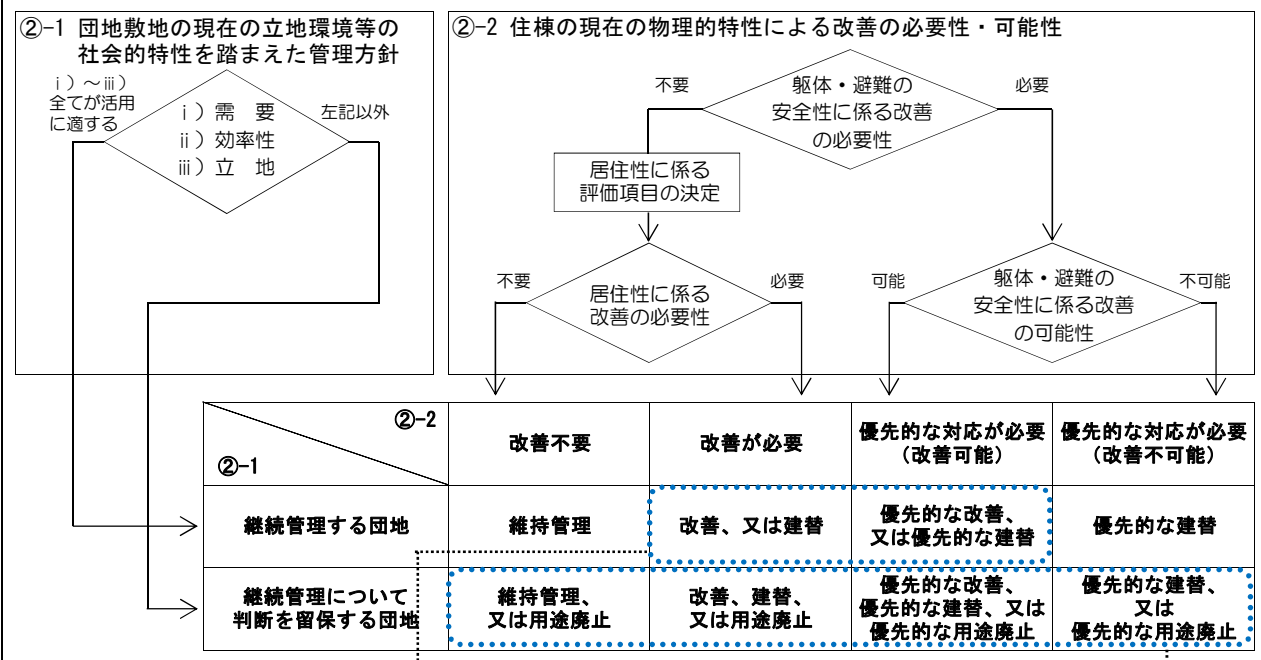 ②-1 団地敷地の現在の立地環境等の
社会的特性を踏まえた管理方針
ⅰ)～ⅲ)
全てが活用
に適する
ⅰ)需　要
ⅱ)効率性
ⅲ)立　地
左記以外
②-2 住棟の現在の物理的特性による改善の必要性・可能性
不要
躯体・避難の
安全性に係る改善
の必要性
必要
居住性に係る
評価項目の決定
不要
居住性に係る
改善の必要性
必要
可能
躯体・避難の
安全性に係る改善
の可能性
不可能
②-2
②-1
改善不要
改善が必要
優先的な対応が必要
（改善可能）
優先的な対応が必要
（改善不可能）
継続管理する団地
維持管理
改善、又は建替
優先的な改善、
又は優先的な建替
優先的な建替
継続管理について
判断を留保する団地
維持管理、
又は用途廃止
改善、建替、
又は用途廃止
優先的な改善、
優先的な建替、又は
優先的な用途廃止
優先的な建替、
又は
優先的な用途廃止